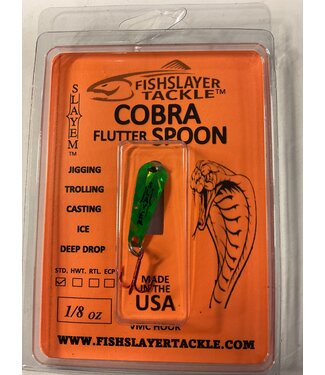 FISHSLAYER
TACKLE™
SLAYEM™
COBRA
FLUTTER SPOON
JIGGING
TROLLING
CASTING
ICE
DEEP DROP
STD. HWT. RTL. ECP
1/8 oz
MADE
IN THE
USA
VMC HOOK
WWW.FISHSLAYERTACKLE.COM